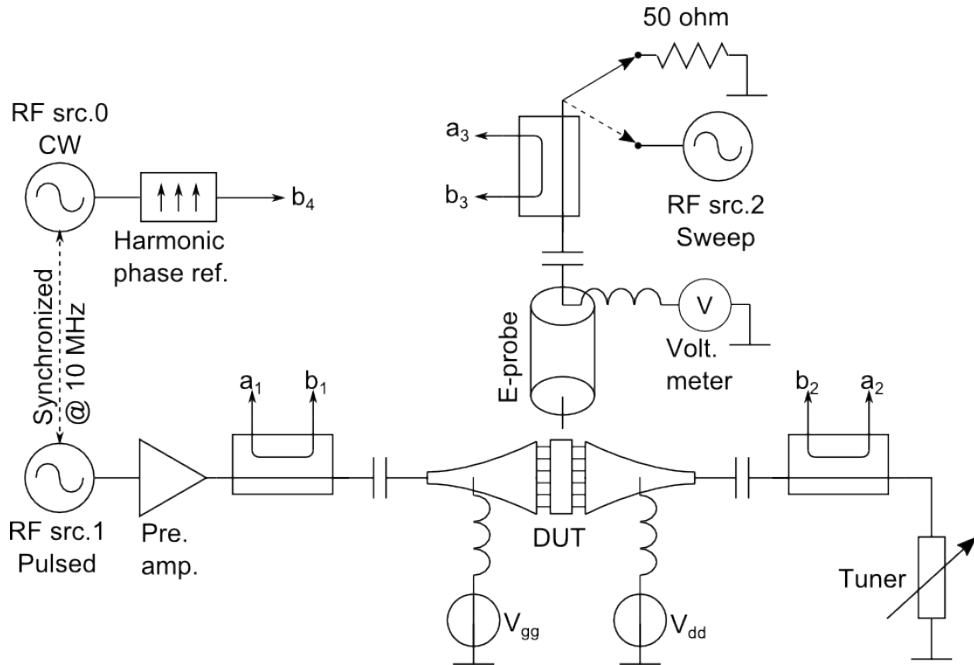 50 ohm
RF src.0
CW
a3
b3
b4
RF src.2
Sweep
Harmonic
phase ref.
Synchronized
@ 10 MHz
E-probe
V
Volt.
meter
a1
b1
b2
a2
RF src.1
Pulsed
Pre.
amp.
DUT
Tuner
Vgg
Vdd